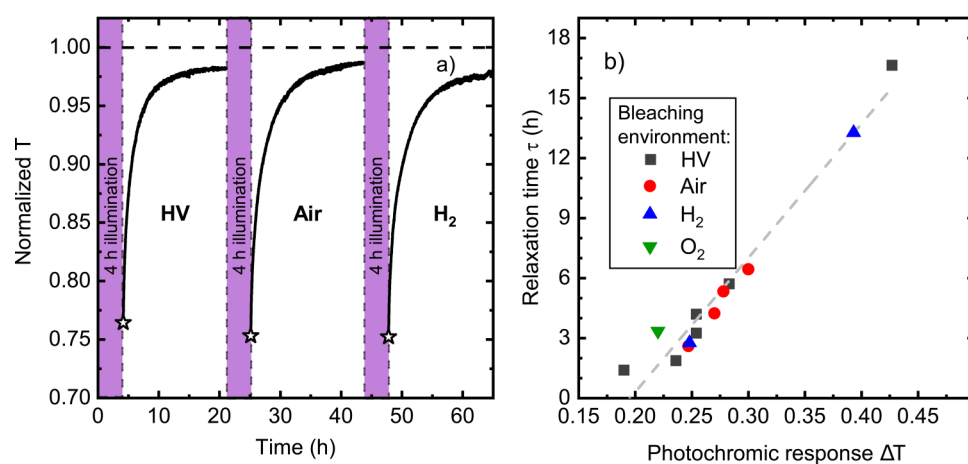 a)
Normalized T
1.00
0.95
0.90
0.85
0.80
0.75
0.70
4 h illumination
HV
4 h illumination
Air
4 h illumination
H₂
0 10 20 30 40 50 60
Time (h)
b)
Relaxation time τ (h)
18
15
12
9
6
3
0
Bleaching
environment:
HV
Air
H₂
O₂
0.15 0.20 0.25 0.30 0.35 0.40 0.45
Photochromic response ΔT